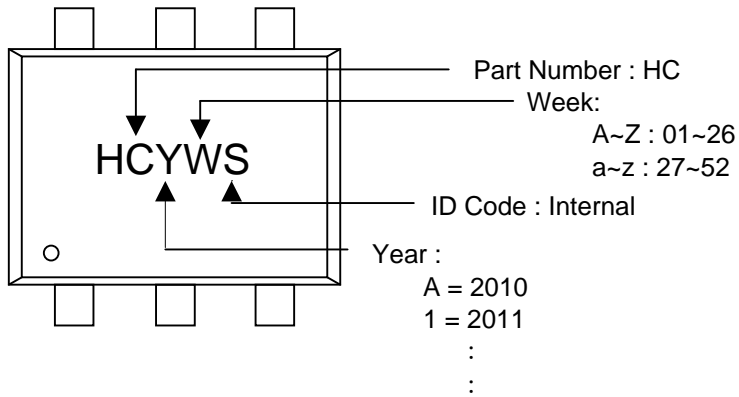 Part Number : HC
Week:
A~Z : 01~26
a~z : 27~52
HCYWS
ID Code : Internal
Year :
A = 2010
1 = 2011
:
: